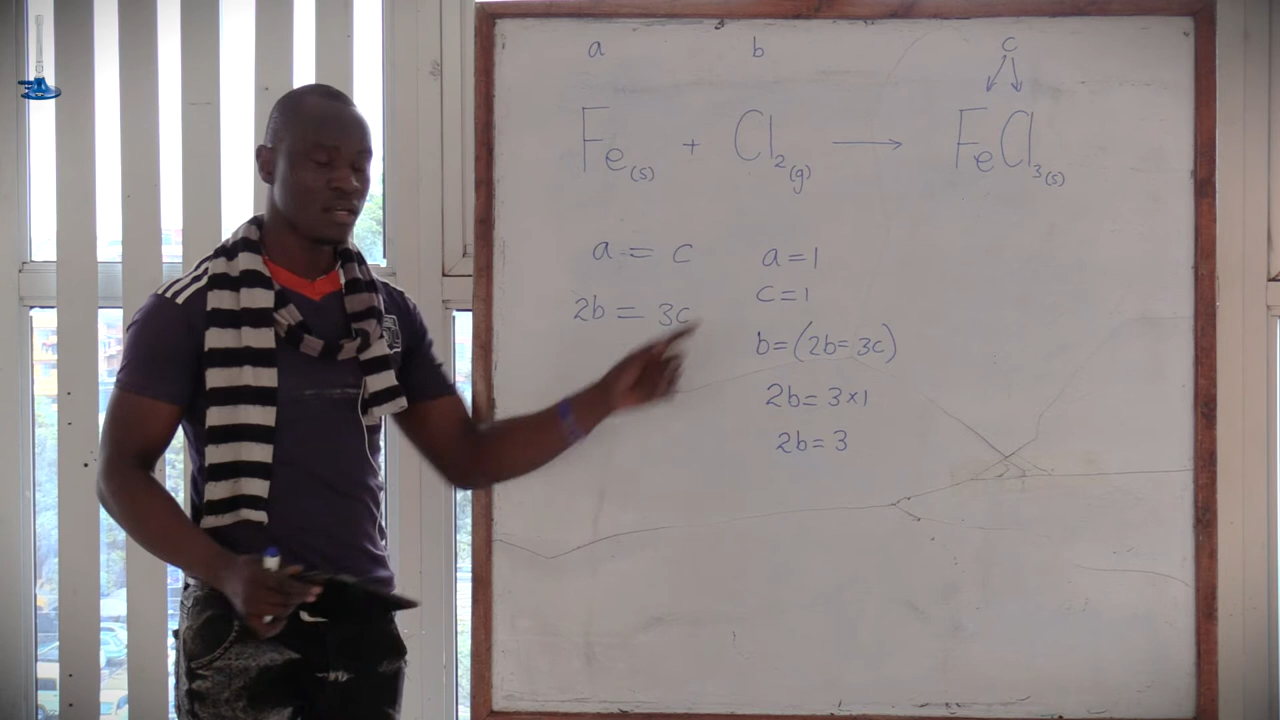 a b c
Fe(s) + Cl₂(g) → FeCl₃(s)
a = c
2b = 3c
a = 1
c = 1
b = (2b = 3c)
2b = 3×1
2b = 3